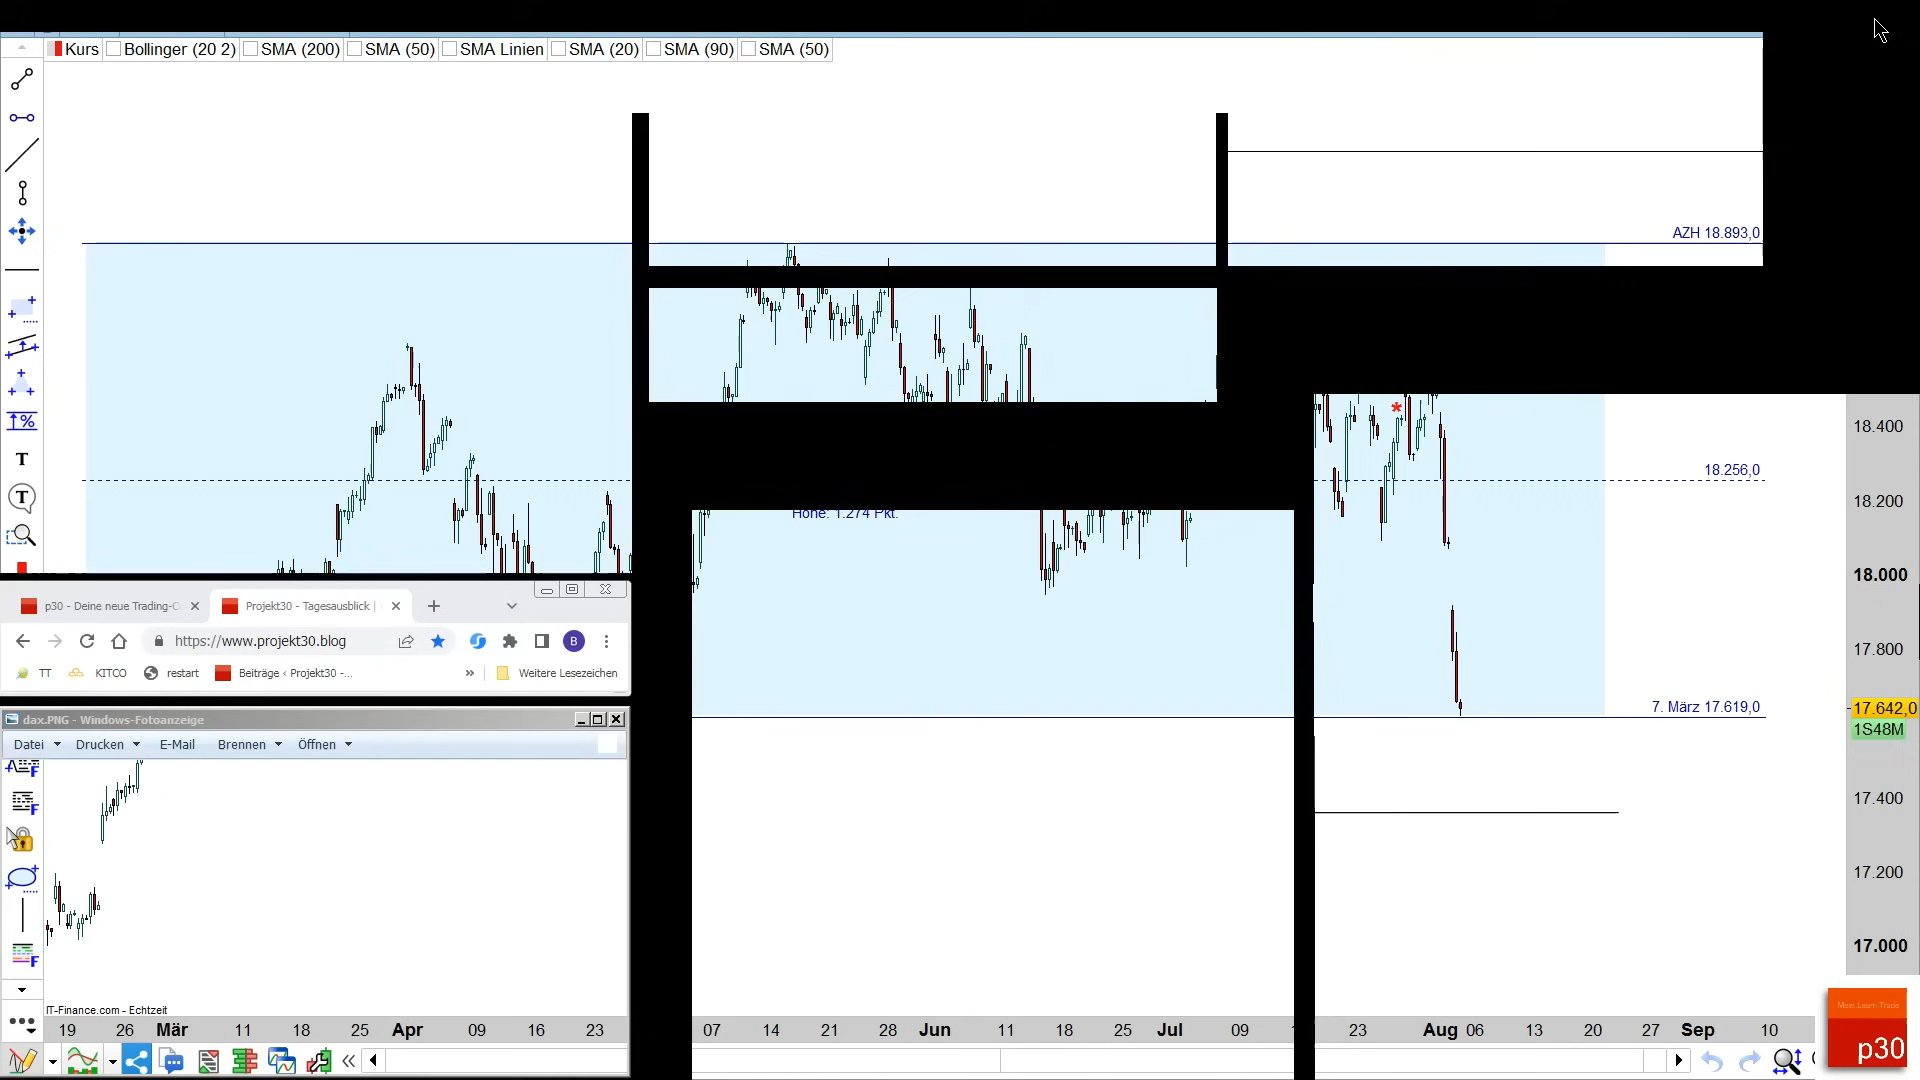 Kurs Bollinger (20 2) SMA (200) SMA (50) SMA Linien SMA (20) SMA (90) SMA (50)
AZH 18.893,0
18.400
18.256,0
18.200
Höhe: 1.274 Pkt.
18.000
17.800
7. März 17.619,0
17.642,0
1S48M
17.400
17.200
17.000
%
T
T
p30 - Deine neue Trading-C
Projekt30 - Tagesausblick |
https://www.projekt30.blog
B
TT KITCO restart Beiträge ‹ Projekt30 -... » Weitere Lesezeichen
dax.PNG - Windows-Fotoanzeige
Datei Drucken E-Mail Brennen Öffnen
F
F
F
IT-Finance.com - Echtzeit
19 26 Mär 11 18 25 Apr 09 16 23 07 14 21 28 Jun 11 18 25 Jul 09 23 Aug 06 13 20 27 Sep 10
Mein Learn Trade
p30